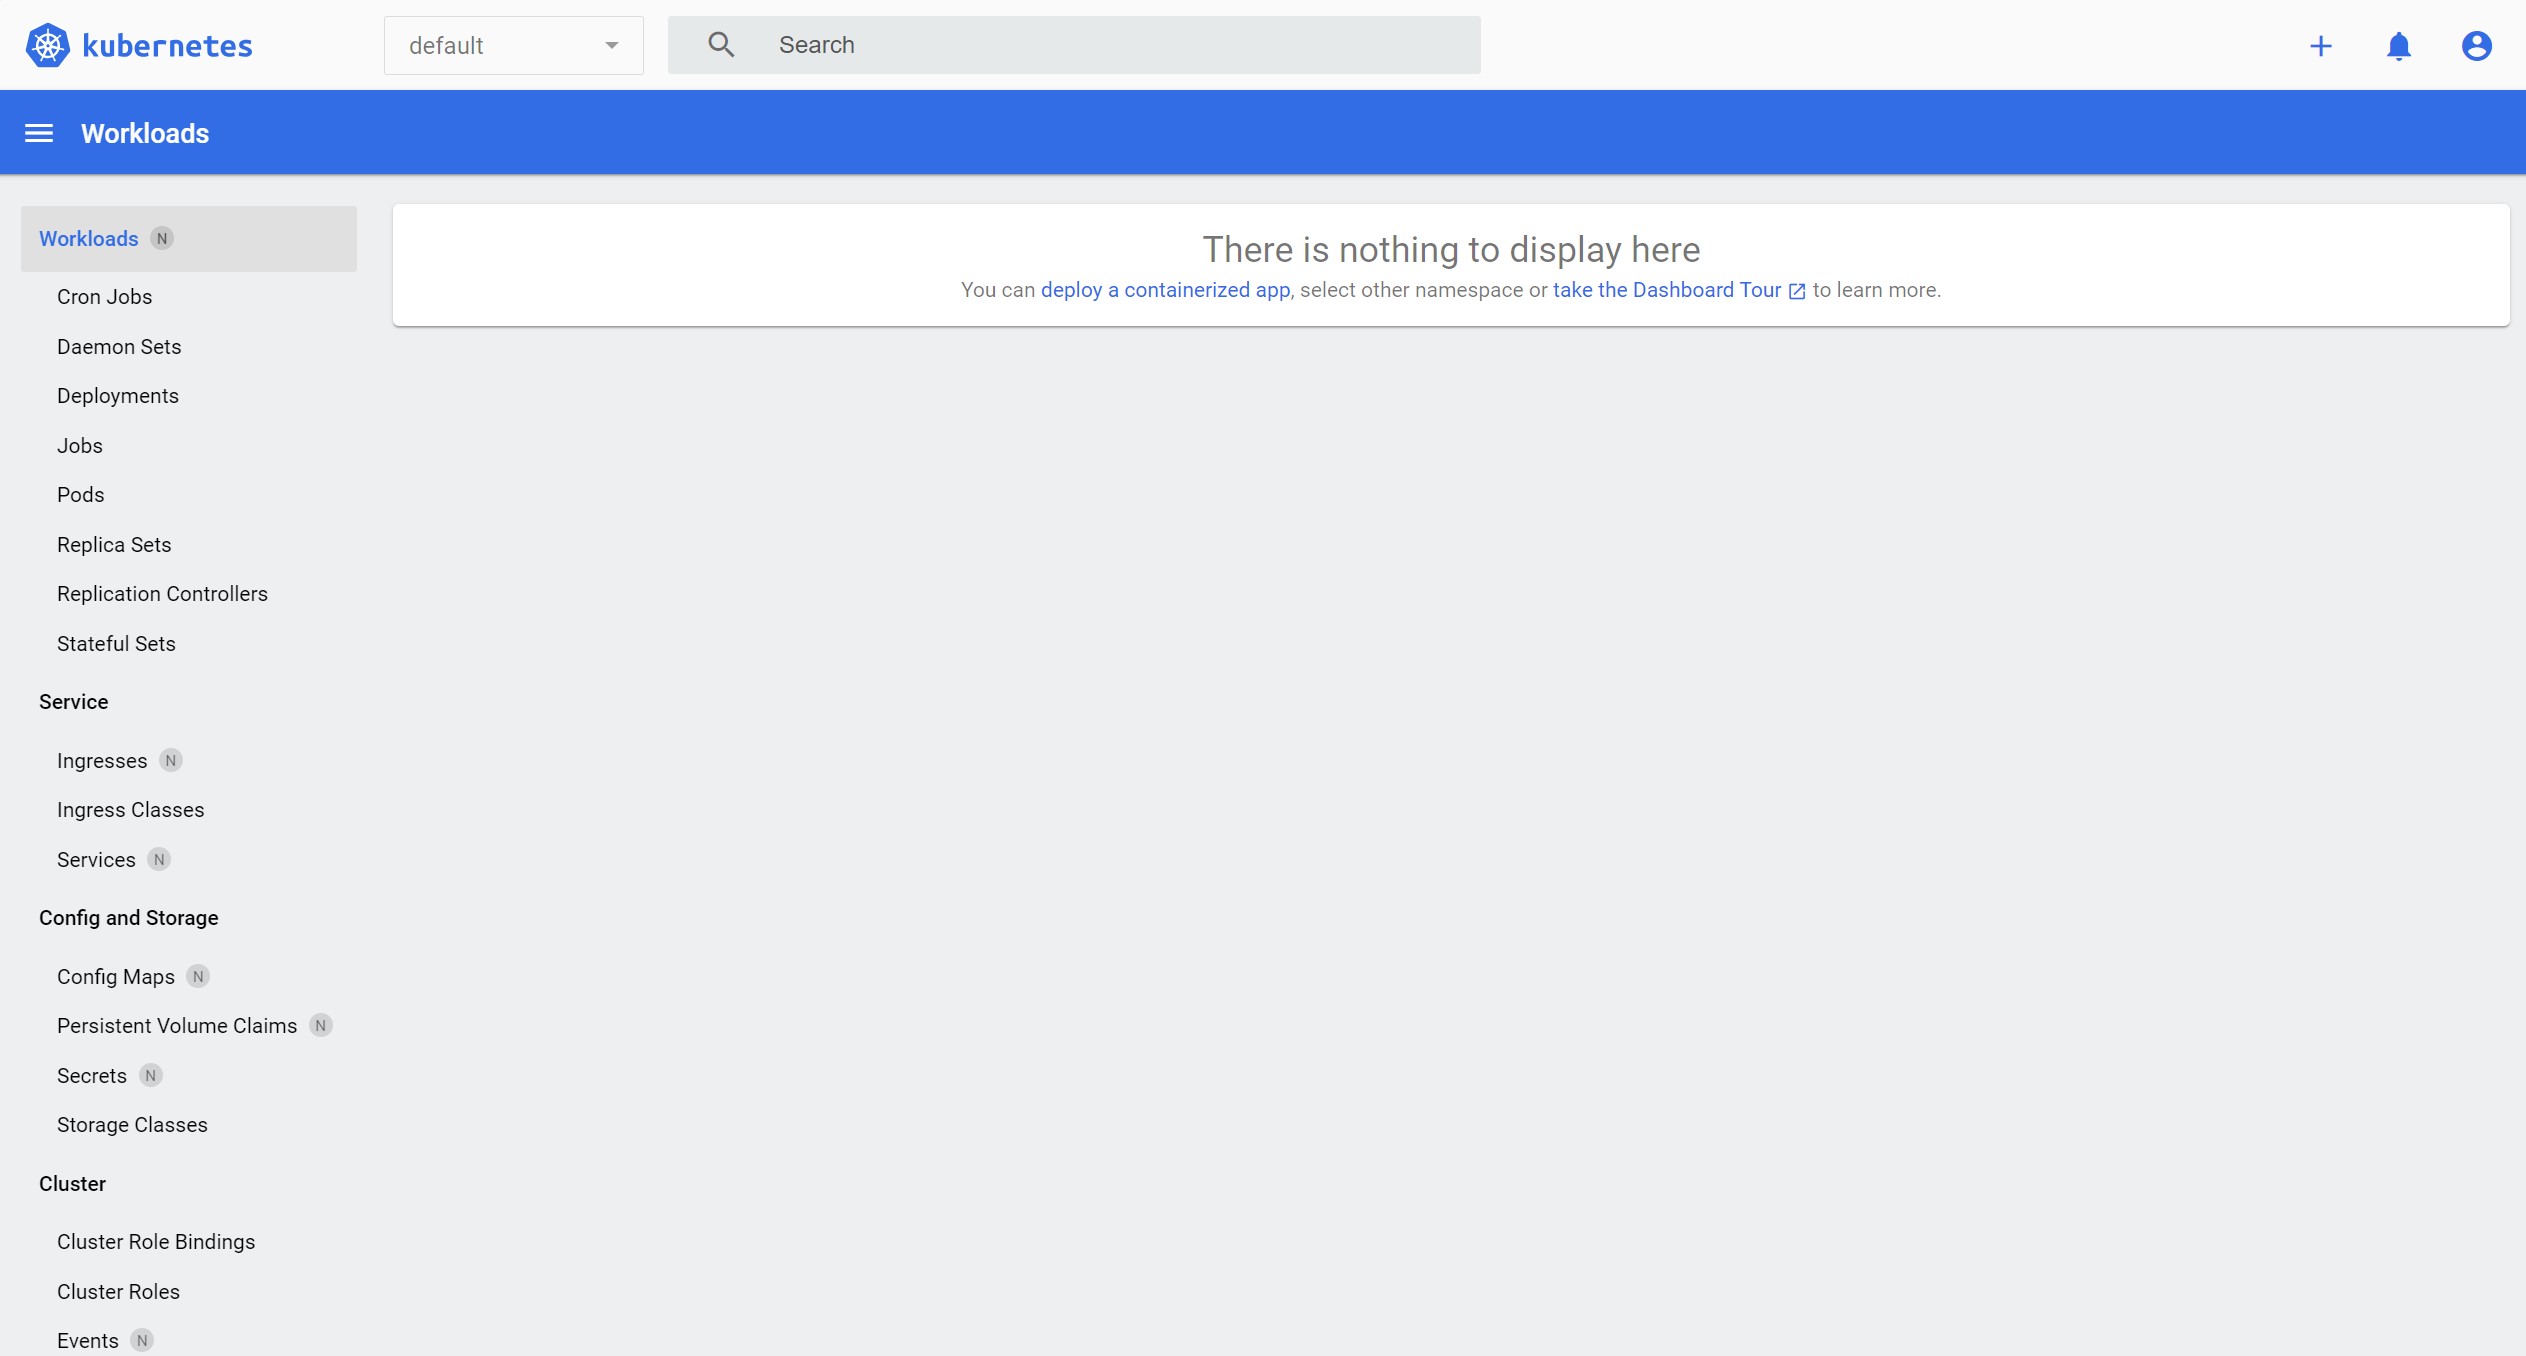 kubernetes
default
Search
Workloads
Workloads N
Cron Jobs
Daemon Sets
Deployments
Jobs
Pods
Replica Sets
Replication Controllers
Stateful Sets
Service
Ingresses N
Ingress Classes
Services N
Config and Storage
Config Maps N
Persistent Volume Claims N
Secrets N
Storage Classes
Cluster
Cluster Role Bindings
Cluster Roles
Events N
There is nothing to display here
You can deploy a containerized app, select other namespace or take the Dashboard Tour to learn more.